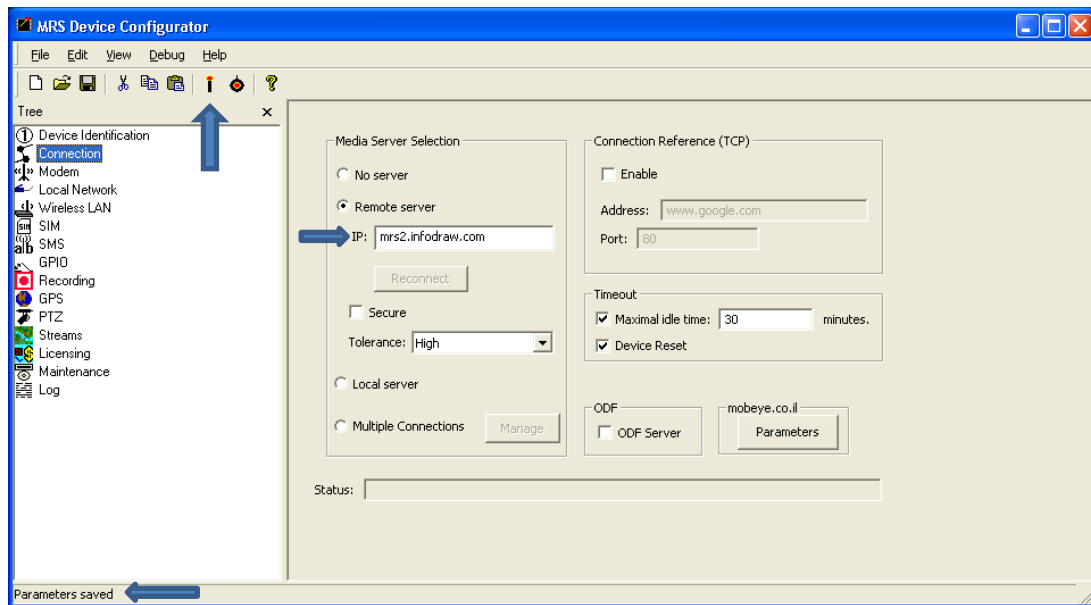 MRS Device Configurator
File Edit View Debug Help
Tree
Device Identification
Connection
Modem
Local Network
Wireless LAN
SIM
SMS
GPIO
Recording
GPS
PTZ
Streams
Licensing
Maintenance
Log
Media Server Selection
No server
Remote server
IP: mrs2.infodraw.com
Reconnect
Secure
Tolerance: High
Local server
Multiple Connections Manage
Connection Reference (TCP)
Enable
Address: www.google.com
Port: 80
Timeout
Maximal idle time: 30 minutes.
Device Reset
ODF
ODF Server
mobeye.co.il
Parameters
Status:
Parameters saved